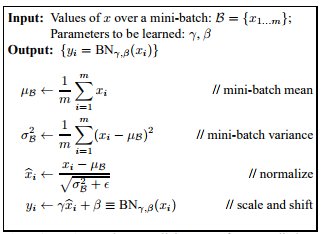 Input: Values of x over a mini-batch: B = {x1...m};
Parameters to be learned: γ, β
Output: {yi = BNγ,β(xi)}
μB ← 1/m ∑_{i=1}^{m} xi // mini-batch mean
σ²B ← 1/m ∑_{i=1}^{m} (xi − μB)² // mini-batch variance
x̂i ← (xi − μB) / √(σ²B + ϵ) // normalize
yi ← γx̂i + β ≡ BNγ,β(xi) // scale and shift